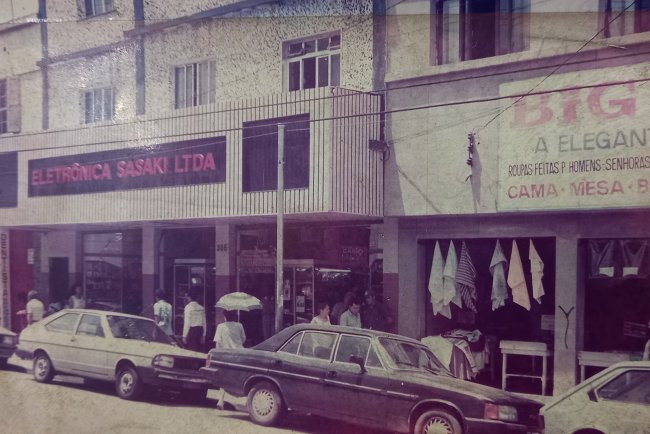 ELETRÔNICA SASAKI LTDA
BIG
A ELEGANT
ROUPAS FEITAS P. HOMENS-SENHORAS
CAMA · MESA · B